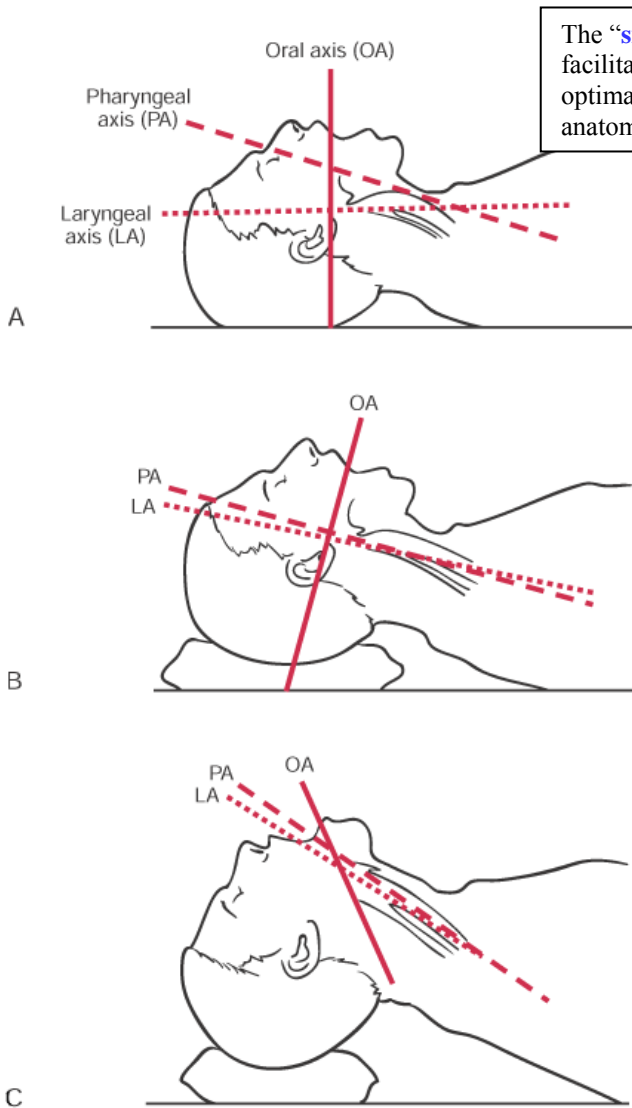 Oral axis (OA)
Pharyngeal
axis (PA)
Laryngeal
axis (LA)
A
The “
facilita
optima
anatom
OA
PA
LA
B
PA
OA
LA
C